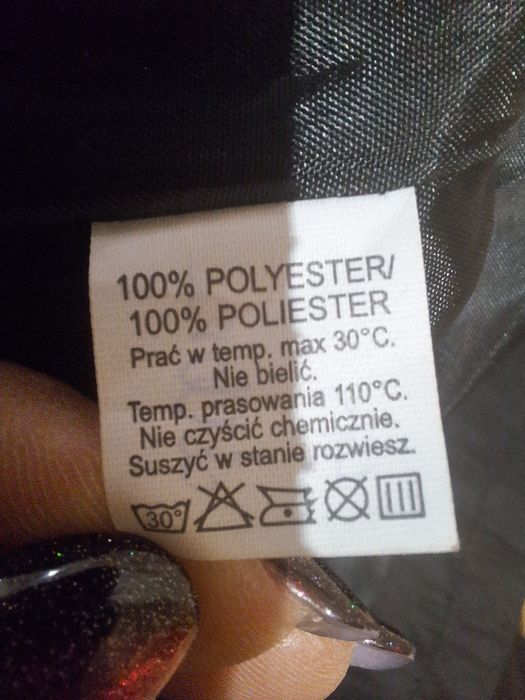 100% POLYESTER/
100% POLIESTER
Prać w temp. max 30°C.
Nie bielić.
Temp. prasowania 110°C.
Nie czyścić chemicznie.
Suszyć w stanie rozwiesz.
30°